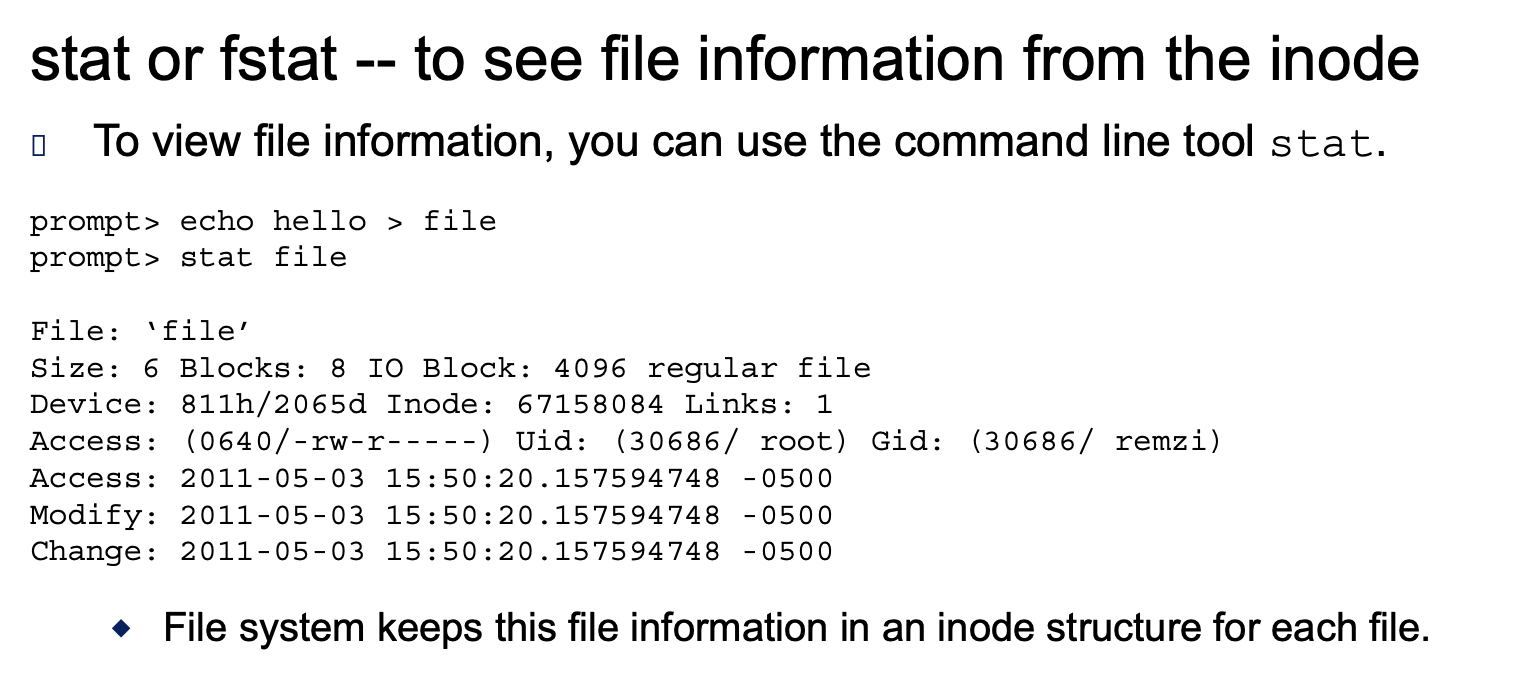 stat or fstat -- to see file information from the inode
To view file information, you can use the command line tool stat.
prompt> echo hello > file
prompt> stat file
File: ‘file’
Size: 6 Blocks: 8 IO Block: 4096 regular file
Device: 811h/2065d Inode: 67158084 Links: 1
Access: (0640/-rw-r-----) Uid: (30686/ root) Gid: (30686/ remzi)
Access: 2011-05-03 15:50:20.157594748 -0500
Modify: 2011-05-03 15:50:20.157594748 -0500
Change: 2011-05-03 15:50:20.157594748 -0500
◆ File system keeps this file information in an inode structure for each file.